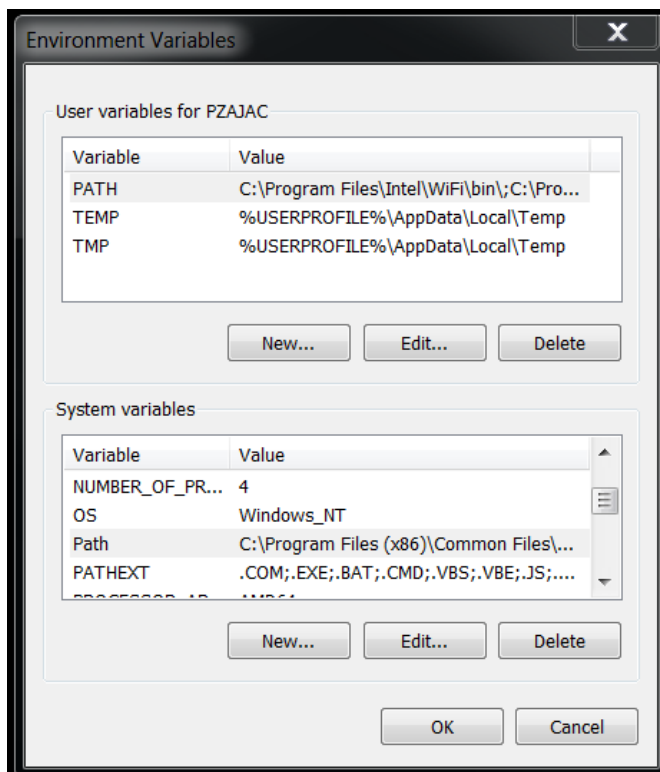 Environment Variables
X
User variables for PZAJAC
Variable Value
PATH C:\Program Files\Intel\WiFi\bin\;C:\Pro...
TEMP %USERPROFILE%\AppData\Local\Temp
TMP %USERPROFILE%\AppData\Local\Temp
New... Edit... Delete
System variables
Variable Value
NUMBER_OF_PR... 4
OS Windows_NT
Path C:\Program Files (x86)\Common Files\...
PATHEXT .COM;.EXE;.BAT;.CMD;.VBS;.VBE;.JS;....
New... Edit... Delete
OK Cancel